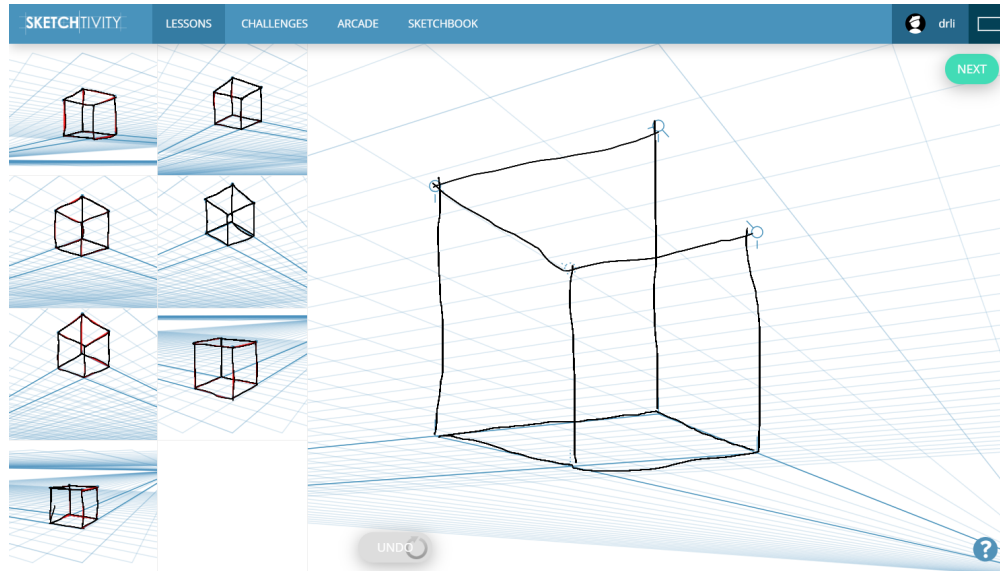 SKETCHTIVITY LESSONS CHALLENGES ARCADE SKETCHBOOK drli
NEXT
UNDO
?